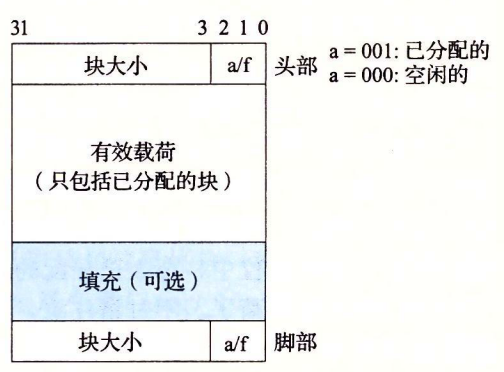 31 3 2 1 0
块大小 a/f 头部 a = 001: 已分配的
a = 000: 空闲的
有效载荷
（只包括已分配的块）
填充（可选）
块大小 a/f 脚部